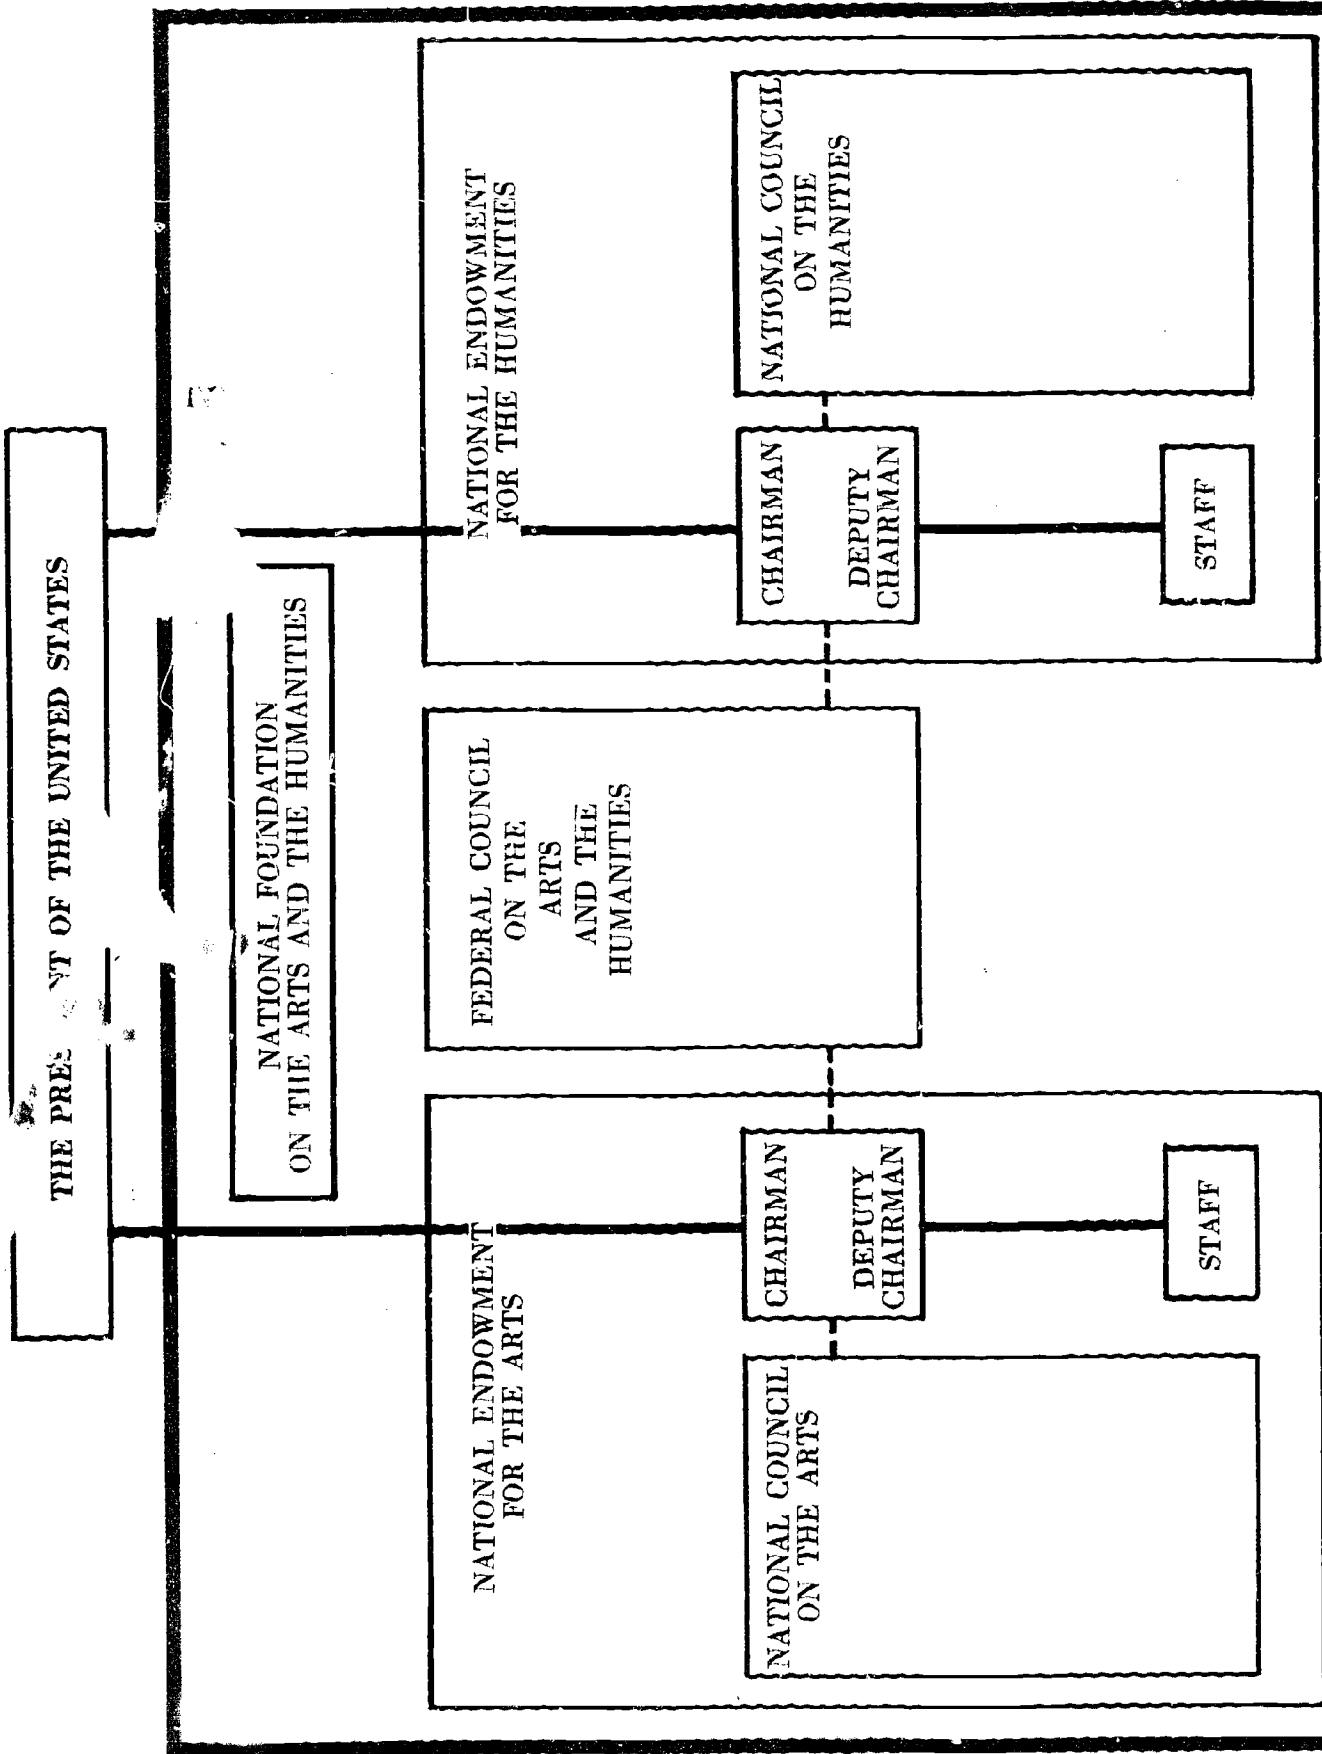 THE PRES NT OF THE UNITED STATES
NATIONAL FOUNDATION
ON THE ARTS AND THE HUMANITIES
NATIONAL ENDOWMENT
FOR THE ARTS
NATIONAL COUNCIL
ON THE ARTS
CHAIRMAN
DEPUTY
CHAIRMAN
STAFF
FEDERAL COUNCIL
ON THE
ARTS
AND THE
HUMANITIES
NATIONAL ENDOWMENT
FOR THE HUMANITIES
CHAIRMAN
DEPUTY
CHAIRMAN
STAFF
NATIONAL COUNCIL
ON THE
HUMANITIES